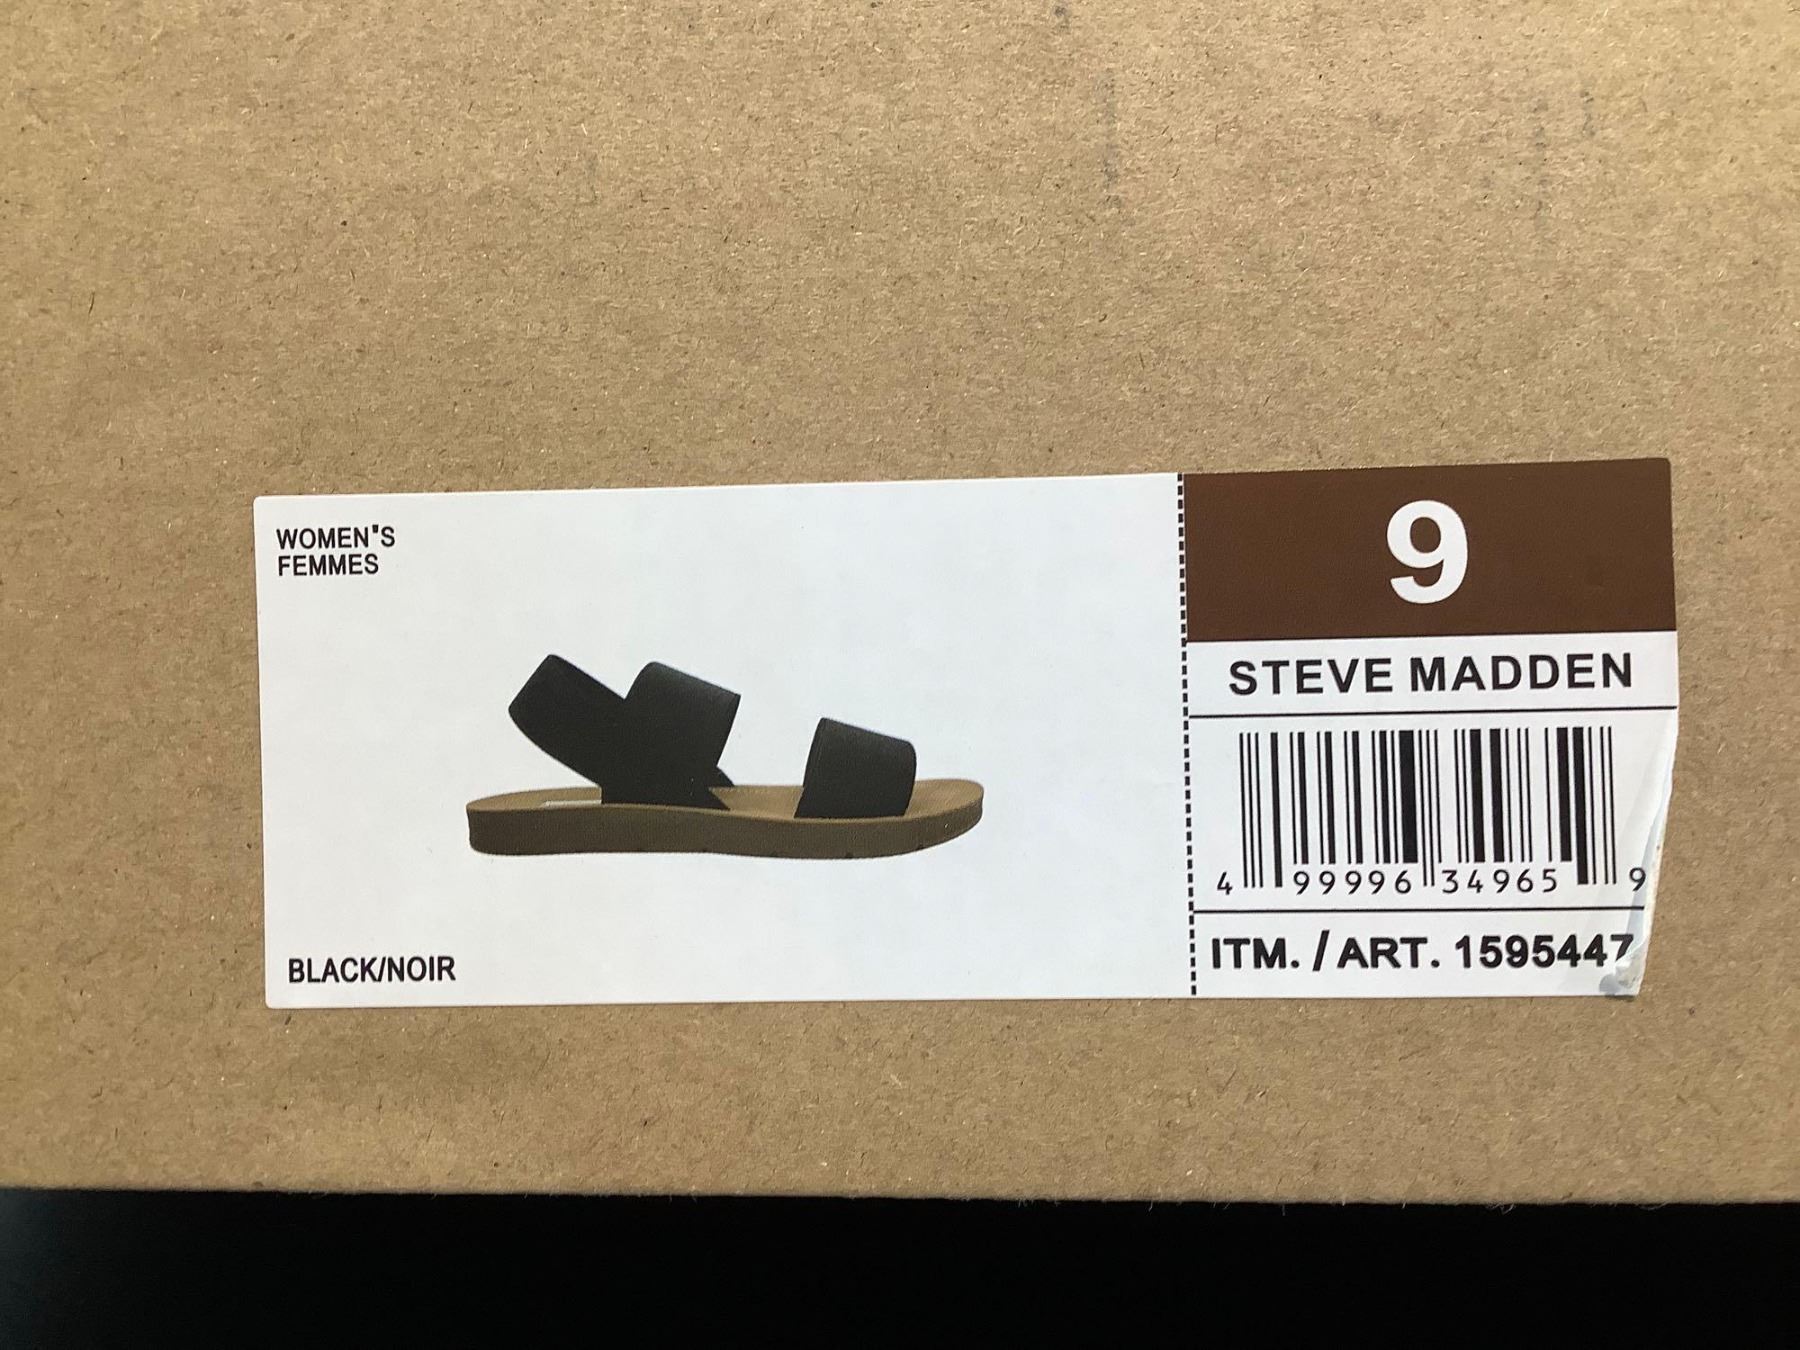 WOMEN'S
FEMMES
BLACK/NOIR
9
STEVE MADDEN
4 99996 34965 9
ITM. / ART. 1595447